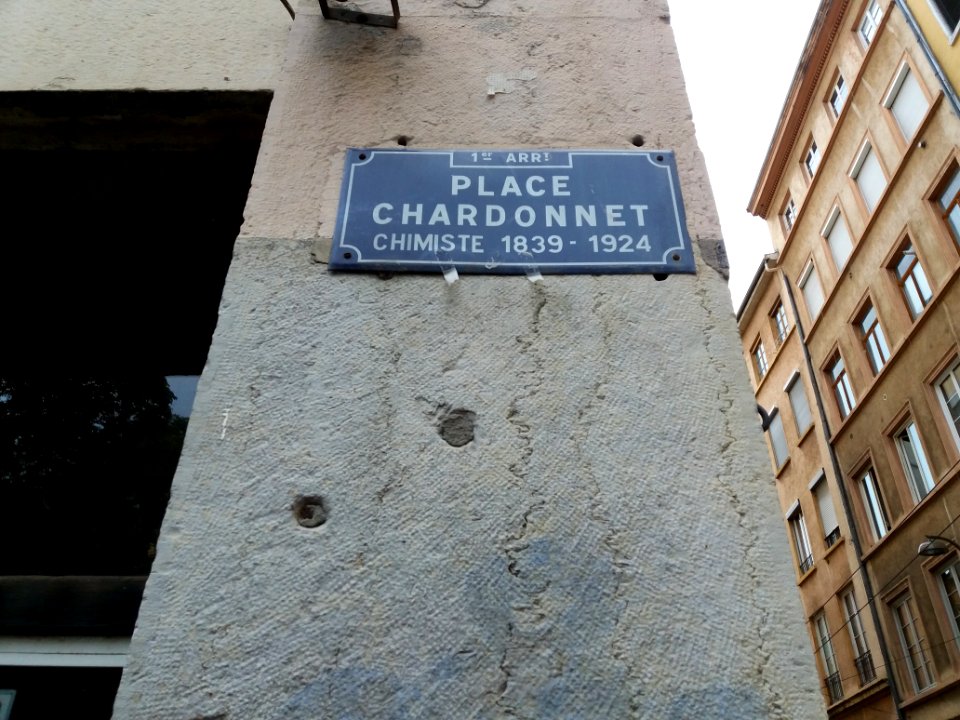 1er ARRT
PLACE
CHARDONNET
CHIMISTE 1839 - 1924